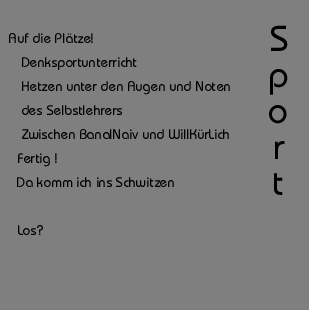 Auf die Plätze!
Denksportunterricht
Hetzen unter den Augen und Noten
des Selbstlehrers
Zwischen BanalNaiv und WillKürLich
Fertig !
Da komm ich ins Schwitzen
Los?
Sport